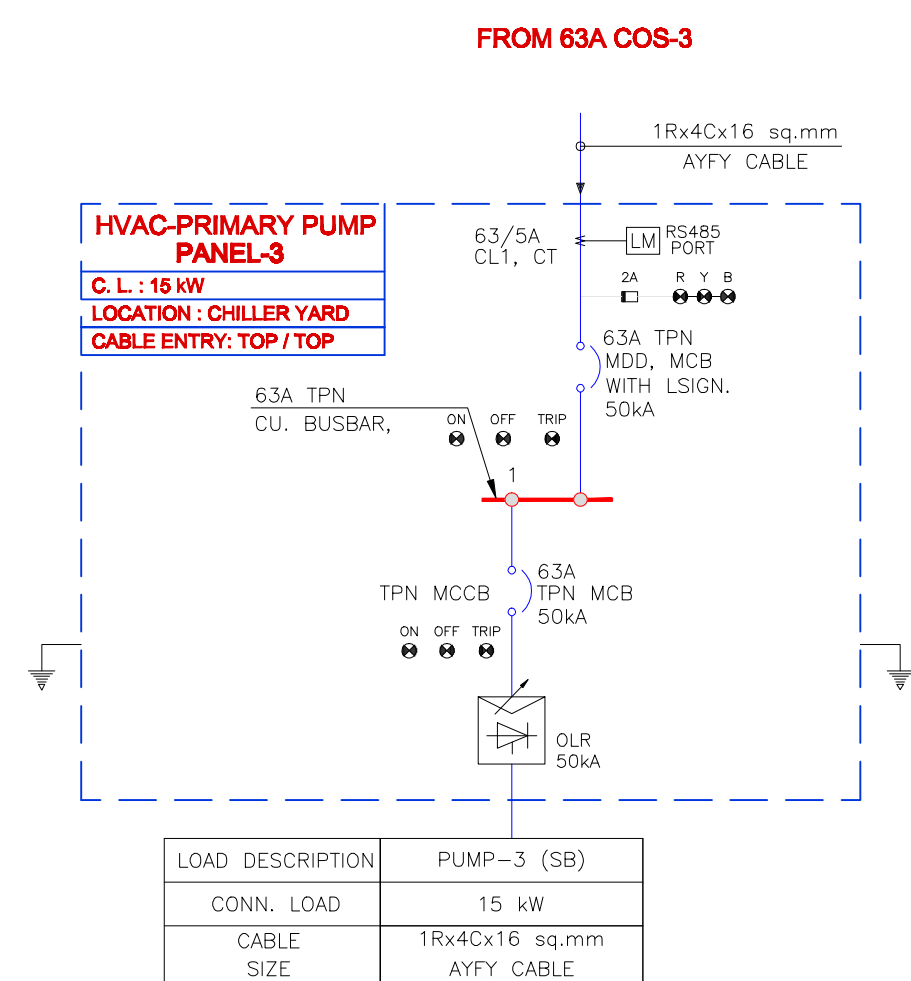 FROM 63A COS-3
1Rx4Cx16 sq.mm
AYFY CABLE
HVAC-PRIMARY PUMP
PANEL-3
C. L. : 15 kW
LOCATION : CHILLER YARD
CABLE ENTRY: TOP / TOP
63/5A
CL1, CT
LM
RS485
PORT
2A
R Y B
63A TPN
MDD, MCB
WITH LSIGN.
50kA
63A TPN
CU. BUSBAR,
ON OFF TRIP
1
TPN MCCB
63A
TPN MCB
50kA
ON OFF TRIP
OLR
50kA
LOAD DESCRIPTION PUMP-3 (SB)
CONN. LOAD 15 kW
CABLE 1Rx4Cx16 sq.mm
SIZE AYFY CABLE